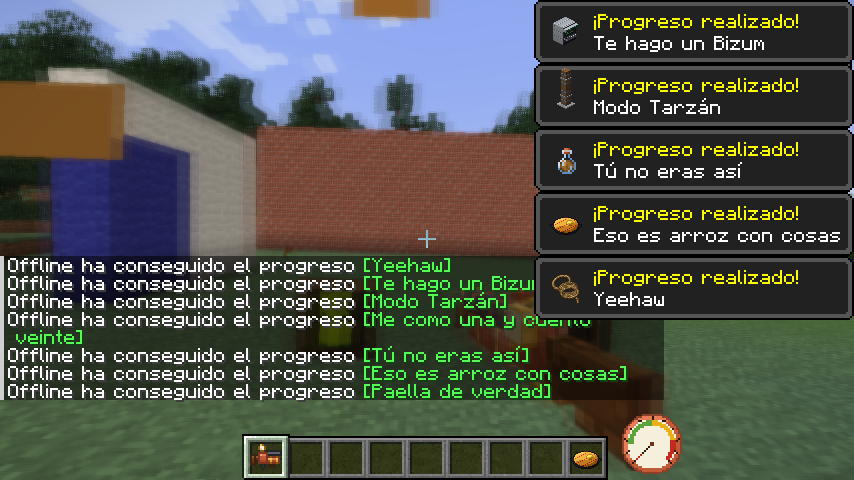 ¡Progreso realizado!
Te hago un Bizum
¡Progreso realizado!
Modo Tarzán
¡Progreso realizado!
Tú no eras así
¡Progreso realizado!
Eso es arroz con cosas
¡Progreso realizado!
Yeehaw
Offline ha conseguido el progreso [Yeehaw]
Offline ha conseguido el progreso [Te hago un Bizum
Offline ha conseguido el progreso [Modo Tarzán]
Offline ha conseguido el progreso [Me como una y cuento
veinte]
Offline ha conseguido el progreso [Tú no eras así]
Offline ha conseguido el progreso [Eso es arroz con cosas]
Offline ha conseguido el progreso [Paella de verdad]